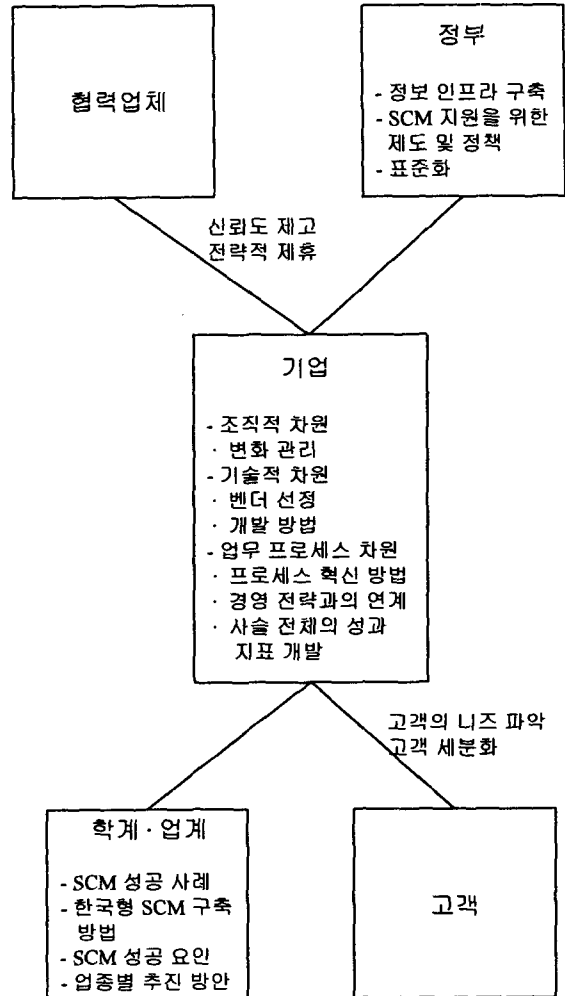 협력업체
정부
- 정보 인프라 구축
- SCM 지원을 위한
제도 및 정책
- 표준화
신뢰도 제고
전략적 제휴
기업
- 조직적 차원
· 변화 관리
- 기술적 차원
· 벤더 선정
· 개발 방법
- 업무 프로세스 차원
· 프로세스 혁신 방법
· 경영 전략과의 연계
· 사슬 전체의 성과
지표 개발
고객의 니즈 파악
고객 세분화
학계 · 업계
- SCM 성공 사례
- 한국형 SCM 구축
방법
- SCM 성공 요인
- 업종별 추진 방안
고객